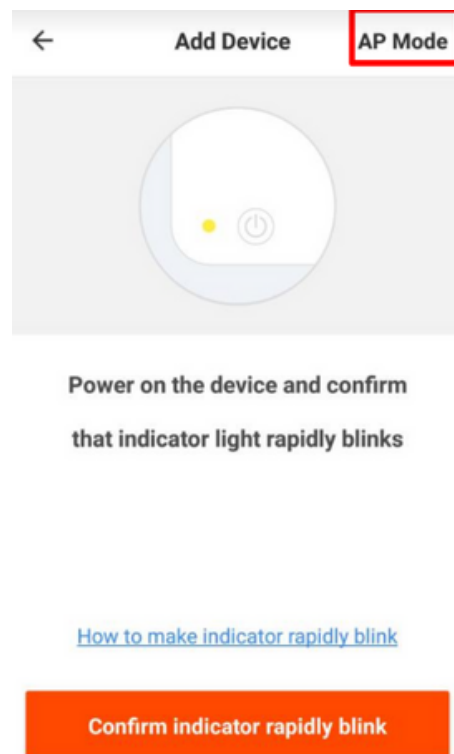 Add Device
AP Mode
Power on the device and confirm
that indicator light rapidly blinks
How to make indicator rapidly blink
Confirm indicator rapidly blink